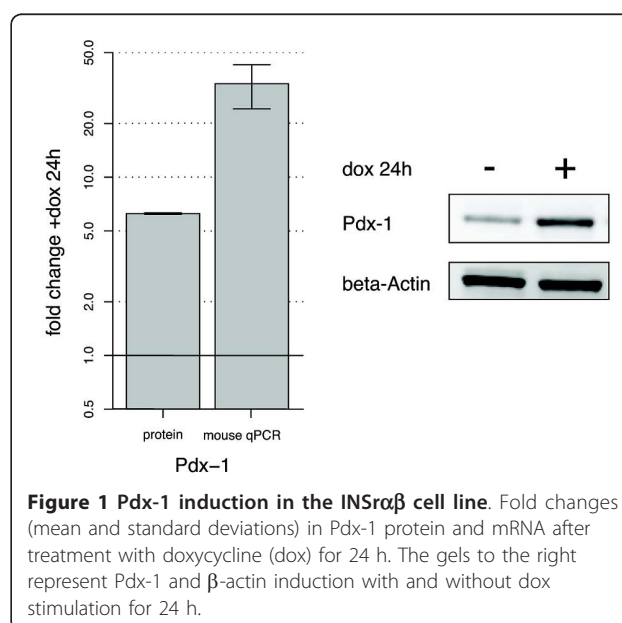 fold change +dox 24h
50.0
20.0
10.0
5.0
2.0
1.0
0.5
protein
mouse qPCR
Pdx−1
dox 24h - +
Pdx-1
beta-Actin
Figure 1 Pdx-1 induction in the INSrαβ cell line. Fold changes
(mean and standard deviations) in Pdx-1 protein and mRNA after
treatment with doxycycline (dox) for 24 h. The gels to the right
represent Pdx-1 and β-actin induction with and without dox
stimulation for 24 h.